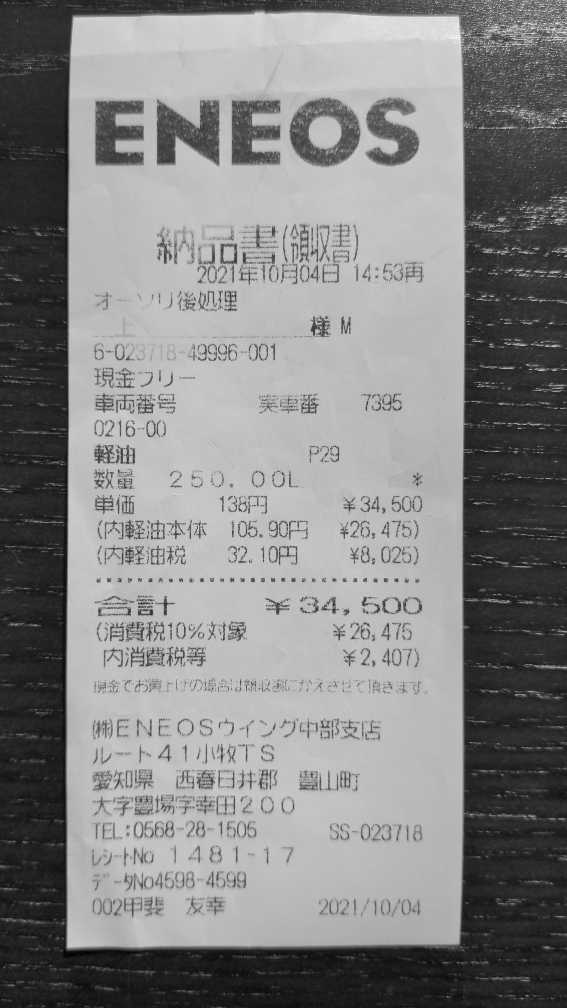 ENEOS
納品書(領収書)
2021年10月04日 14:53再
オーソリ後処理
上 様 M
6-023718-49996-001
現金フリー
車両番号 実車番 7395
0216-00
軽油 P29
数量 250.00L *
単価 138円 ¥34,500
(内軽油本体 105.90円 ¥26,475)
(内軽油税 32.10円 ¥8,025)
合計 ¥34,500
(消費税10%対象 ¥26,475
内消費税等 ¥2,407)
現金でお買上げの場合は領収書にかえさせて頂きます。
㈱ENEOSウイング中部支店
ルート41小牧TS
愛知県 西春日井郡 豊山町
大字豊場字幸田200
TEL:0568-28-1505 SS-023718
レシートNo 1481-17
データNo4598-4599
002甲斐 友幸 2021/10/04